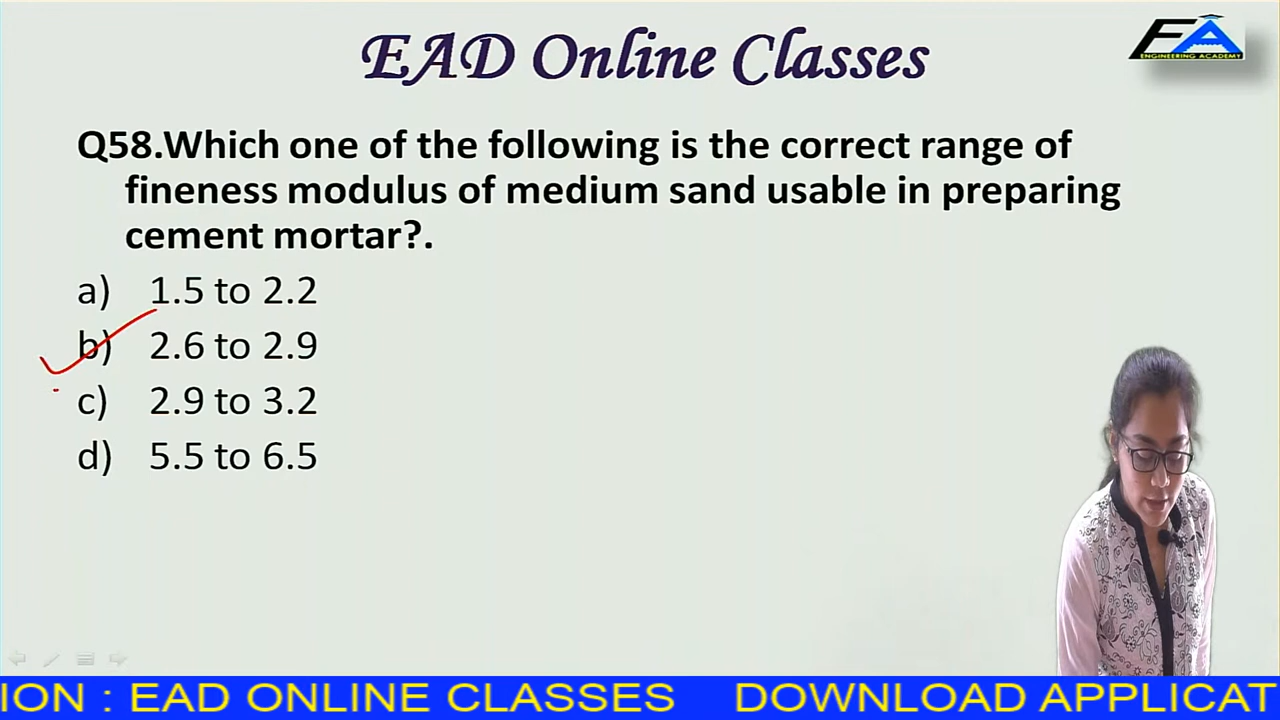 EAD Online Classes
FA
ENGINEERING ACADEMY
Q58.Which one of the following is the correct range of
fineness modulus of medium sand usable in preparing
cement mortar?.
a) 1.5 to 2.2
b) 2.6 to 2.9
c) 2.9 to 3.2
d) 5.5 to 6.5
ION : EAD ONLINE CLASSES DOWNLOAD APPLICAT